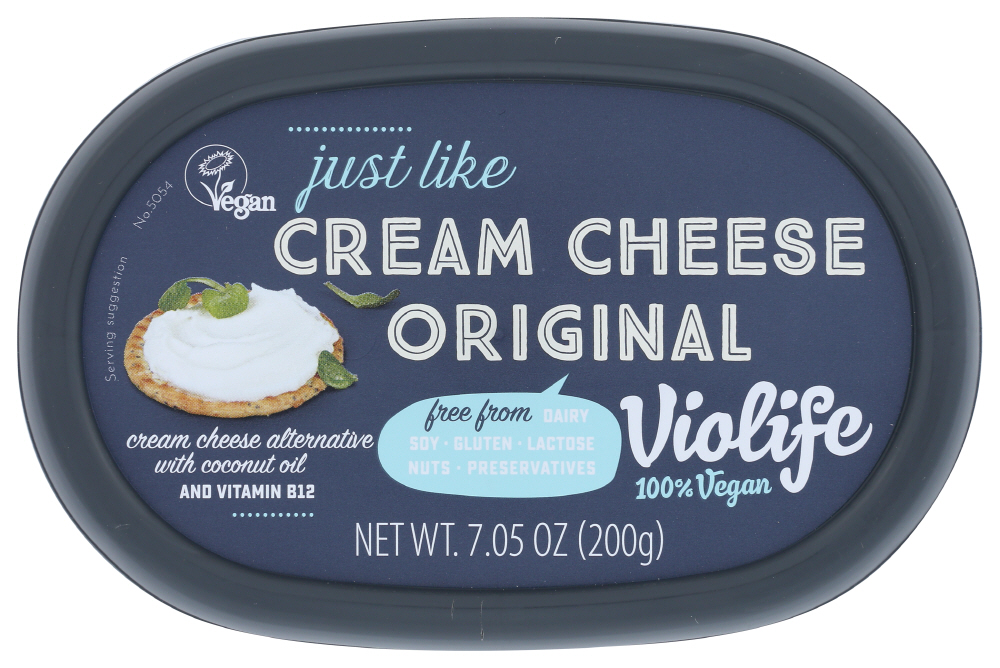 just like
CREAM CHEESE
ORIGINAL
Vegan
No.5054
Serving suggestion
cream cheese alternative
with coconut oil
AND VITAMIN B12
free from DAIRY
SOY · GLUTEN · LACTOSE
NUTS · PRESERVATIVES
Violife
100% Vegan
NET WT. 7.05 OZ (200g)